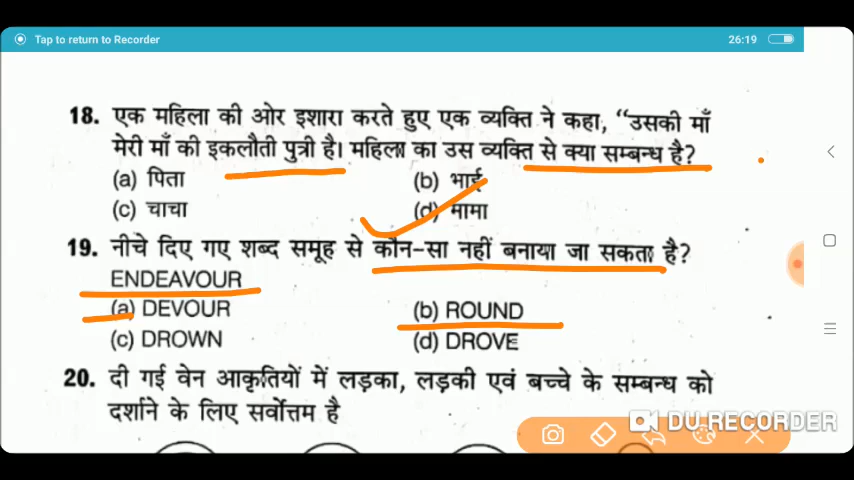 Tap to return to Recorder 26:19
18. एक महिला की ओर इशारा करते हुए एक व्यक्ति ने कहा, “उसकी माँ
मेरी माँ की इकलौती पुत्री है। महिला का उस व्यक्ति से क्या सम्बन्ध है?
(a) पिता (b) भाई
(c) चाचा (d) मामा
19. नीचे दिए गए शब्द समूह से कौन-सा नहीं बनाया जा सकता है?
ENDEAVOUR
(a) DEVOUR (b) ROUND
(c) DROWN (d) DROVE
20. दी गई वेन आकृतियों में लड़का, लड़की एवं बच्चे के सम्बन्ध को
दर्शाने के लिए सर्वोत्तम है
DU RECORDER